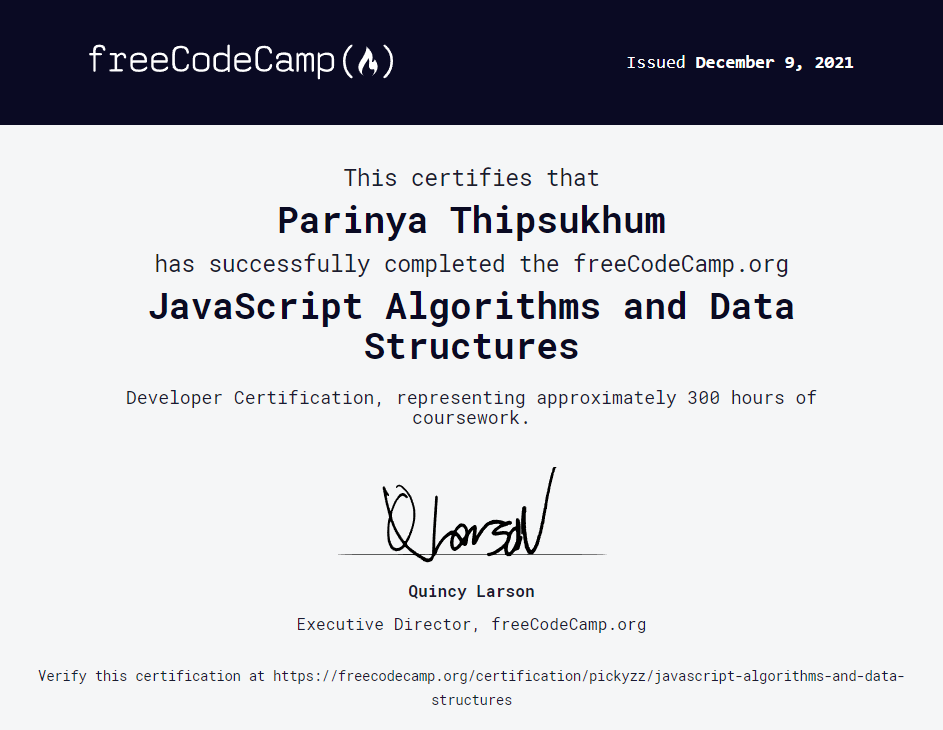 freeCodeCamp
Issued December 9, 2021
This certifies that
Parinya Thipsukhum
has successfully completed the freeCodeCamp.org
JavaScript Algorithms and Data
Structures
Developer Certification, representing approximately 300 hours of
coursework.
Q Larson
Quincy Larson
Executive Director, freeCodeCamp.org
Verify this certification at https://freecodecamp.org/certification/pickyzz/javascript-algorithms-and-data-
structures